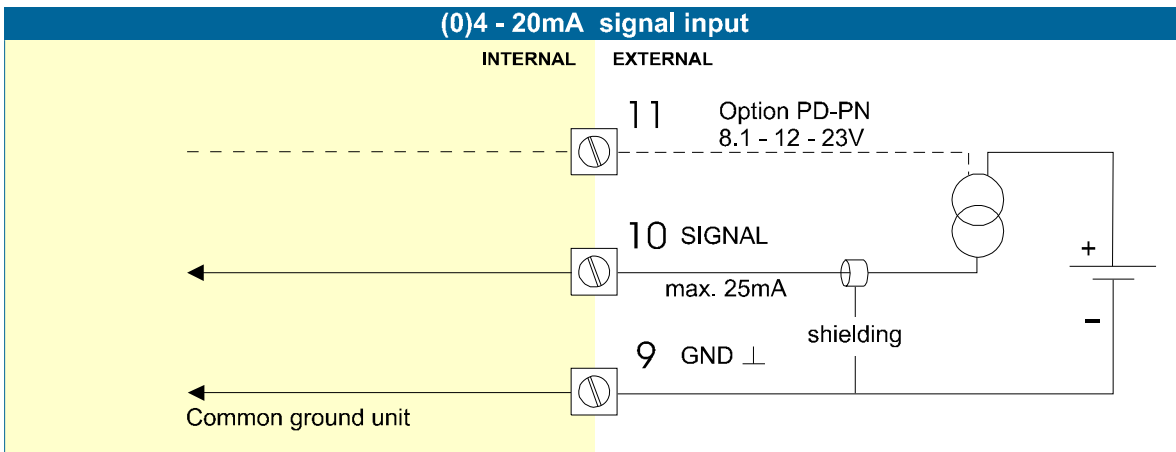 (0)4 - 20mA signal input
INTERNAL EXTERNAL
11 Option PD-PN
8.1 - 12 - 23V
10 SIGNAL
max. 25mA
+
-
shielding
9 GND ⊥
Common ground unit